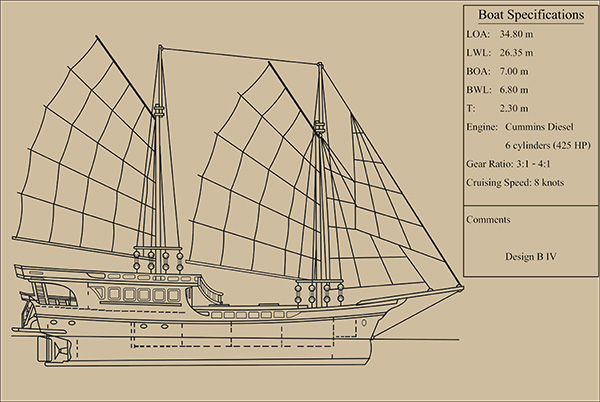 Boat Specifications
LOA: 34.80 m
LWL: 26.35 m
BOA: 7.00 m
BWL: 6.80 m
T: 2.30 m
Engine: Cummins Diesel
6 cylinders (425 HP)
Gear Ratio: 3:1 - 4:1
Cruising Speed: 8 knots
Comments
Design B IV